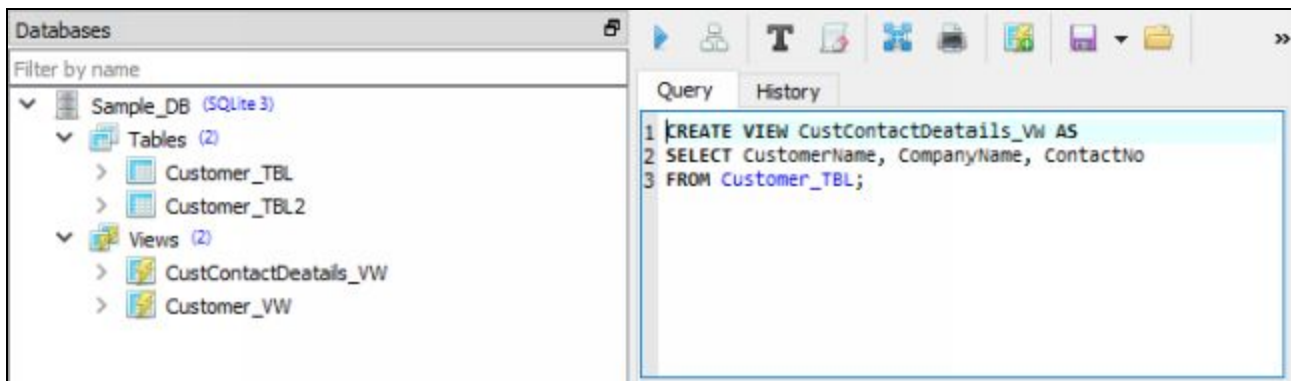 Databases
Filter by name
Sample_DB (SQLite 3)
Tables (2)
Customer_TBL
Customer_TBL2
Views (2)
CustContactDeatails_VW
Customer_VW
»
Query History
1 CREATE VIEW CustContactDeatails_VW AS
2 SELECT CustomerName, CompanyName, ContactNo
3 FROM Customer_TBL;